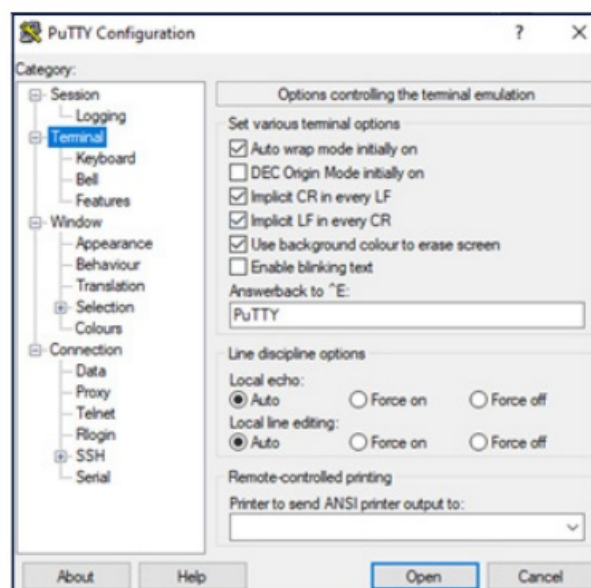 PuTTY Configuration ? ×
Category:
Session
Logging
Terminal
Keyboard
Bell
Features
Window
Appearance
Behaviour
Translation
Selection
Colours
Connection
Data
Proxy
Telnet
Rlogin
SSH
Serial
Options controlling the terminal emulation
Set various terminal options
Auto wrap mode initially on
DEC Origin Mode initially on
Implicit CR in every LF
Implicit LF in every CR
Use background colour to erase screen
Enable blinking text
Answerback to ^E:
PuTTY
Line discipline options
Local echo:
Auto Force on Force off
Local line editing:
Auto Force on Force off
Remote-controlled printing
Printer to send ANSI printer output to:
About Help Open Cancel